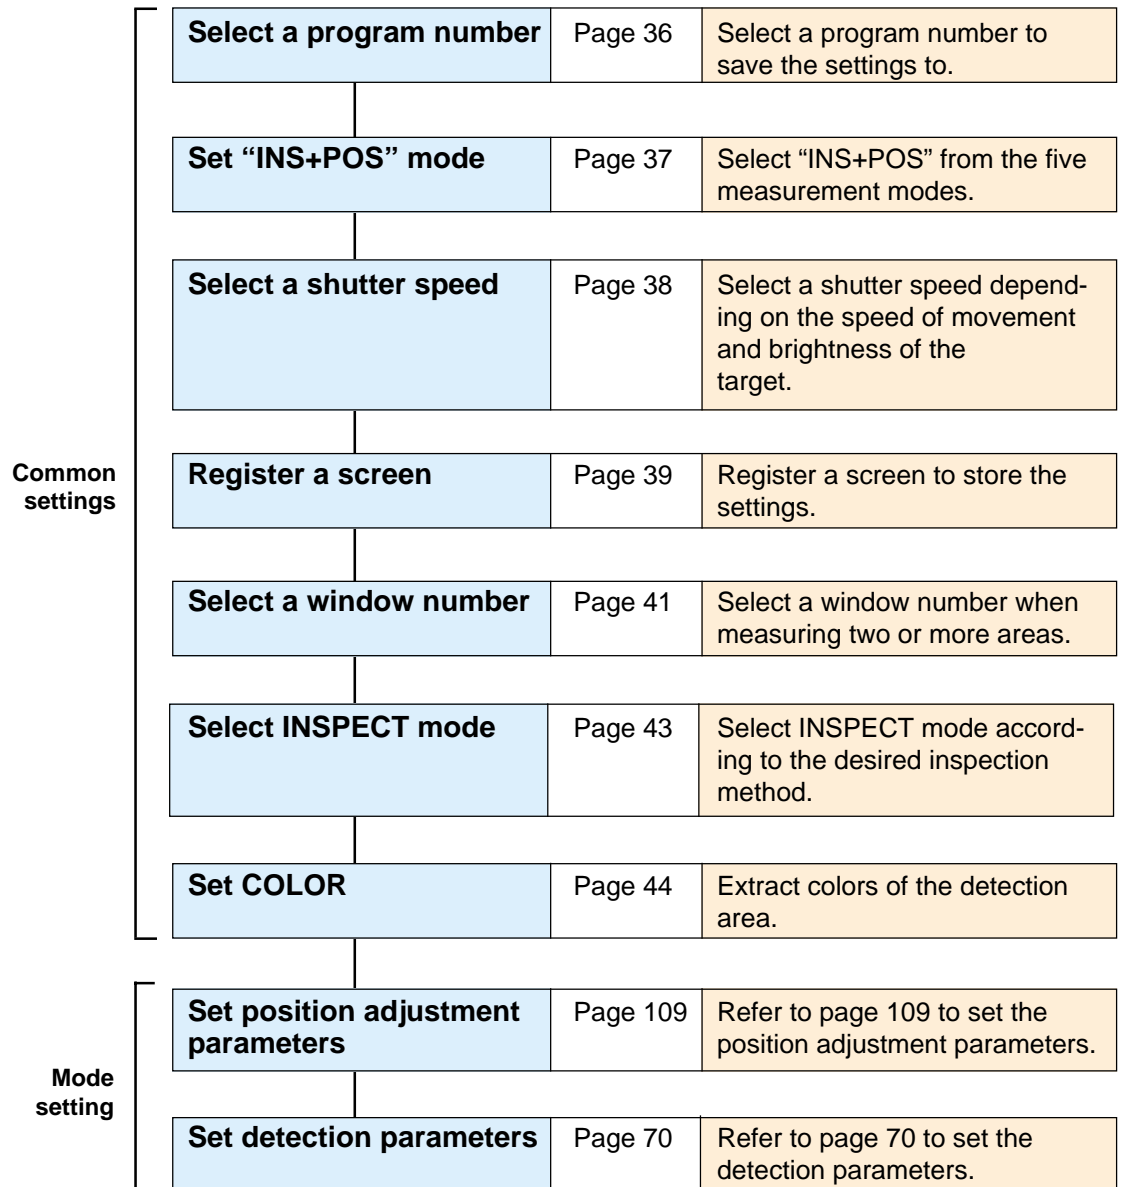 Select a program number
Page 36
Select a program number to
save the settings to.
Set “INS+POS” mode
Page 37
Select “INS+POS” from the five
measurement modes.
Select a shutter speed
Page 38
Select a shutter speed depend-
ing on the speed of movement
and brightness of the
target.
Common
settings
Register a screen
Page 39
Register a screen to store the
settings.
Select a window number
Page 41
Select a window number when
measuring two or more areas.
Select INSPECT mode
Page 43
Select INSPECT mode accord-
ing to the desired inspection
method.
Set COLOR
Page 44
Extract colors of the detection
area.
Mode
setting
Set position adjustment
parameters
Page 109
Refer to page 109 to set the
position adjustment parameters.
Set detection parameters
Page 70
Refer to page 70 to set the
detection parameters.